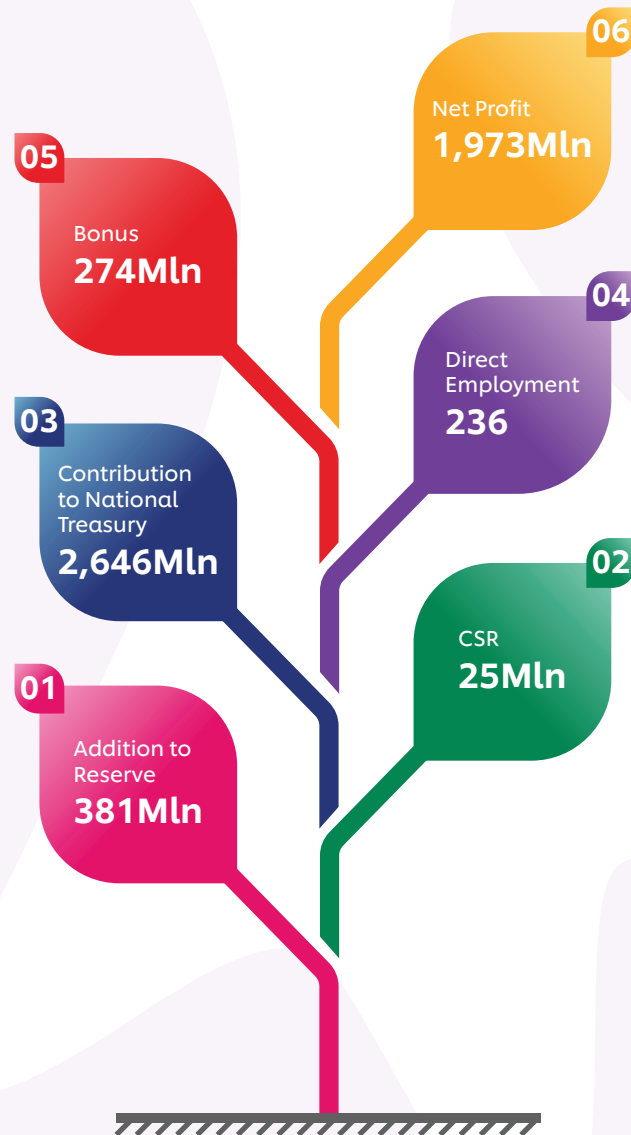 06
Net Profit
1,973Mln
05
Bonus
274Mln
04
Direct
Employment
236
03
Contribution
to National
Treasury
2,646Mln
02
CSR
25Mln
01
Addition to
Reserve
381Mln